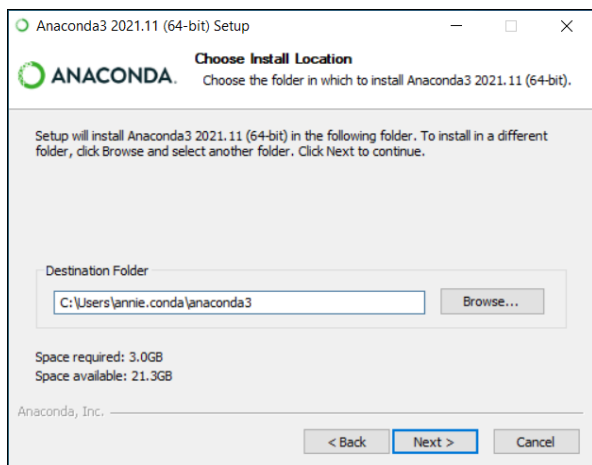 Anaconda3 2021.11 (64-bit) Setup
Choose Install Location
ANACONDA.
Choose the folder in which to install Anaconda3 2021.11 (64-bit).
Setup will install Anaconda3 2021.11 (64-bit) in the following folder. To install in a different
folder, click Browse and select another folder. Click Next to continue.
Destination Folder
C:\Users\annie.conda\anaconda3
Browse...
Space required: 3.0GB
Space available: 21.3GB
Anaconda, Inc.
< Back
Next >
Cancel